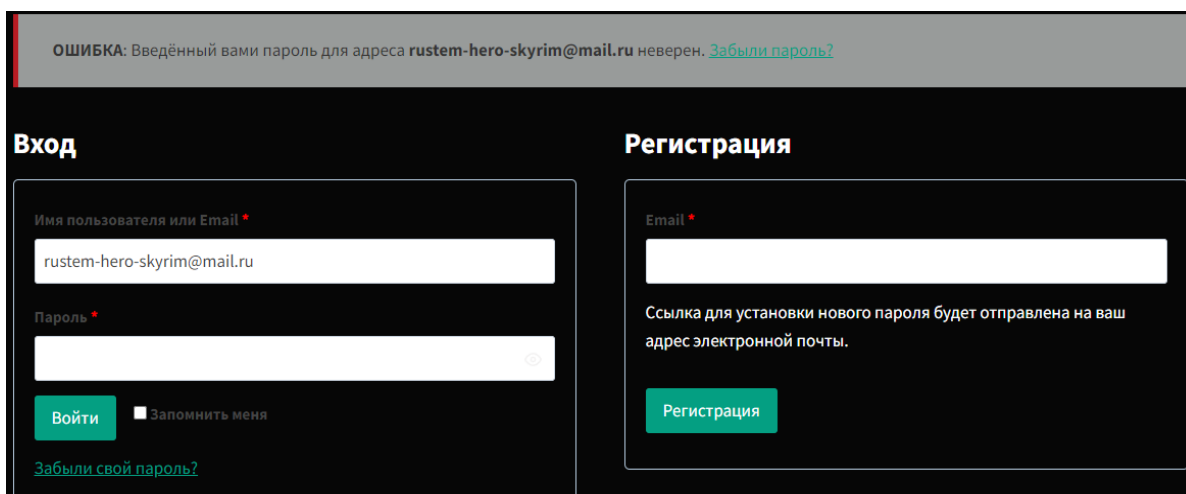 ОШИБКА: Введённый вами пароль для адреса rustem-hero-skyrim@mail.ru неверен. Забыли пароль?
Вход
Имя пользователя или Email *
rustem-hero-skyrim@mail.ru
Пароль *
Войти
Запомнить меня
Забыли свой пароль?
Регистрация
Email *
Ссылка для установки нового пароля будет отправлена на ваш
адрес электронной почты.
Регистрация